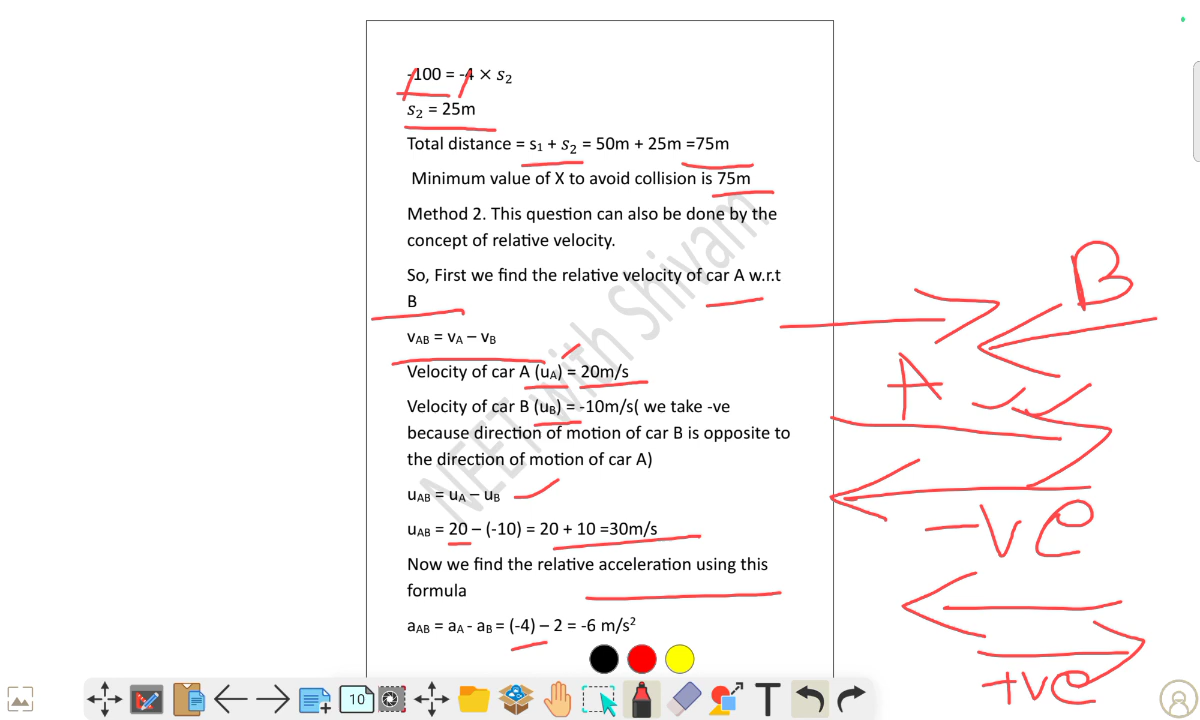 -100 = -4 × s₂
s₂ = 25m
Total distance = s₁ + s₂ = 50m + 25m =75m
Minimum value of X to avoid collision is 75m
Method 2. This question can also be done by the
concept of relative velocity.
So, First we find the relative velocity of car A w.r.t
B
vAB = vA – vB
Velocity of car A (uA) = 20m/s
Velocity of car B (uB) = -10m/s( we take -ve
because direction of motion of car B is opposite to
the direction of motion of car A)
uAB = uA – uB
uAB = 20 – (-10) = 20 + 10 =30m/s
Now we find the relative acceleration using this
formula
aAB = aA - aB = (-4) – 2 = -6 m/s²
NEET with Shivam
B
A
-ve
+ve
10
T